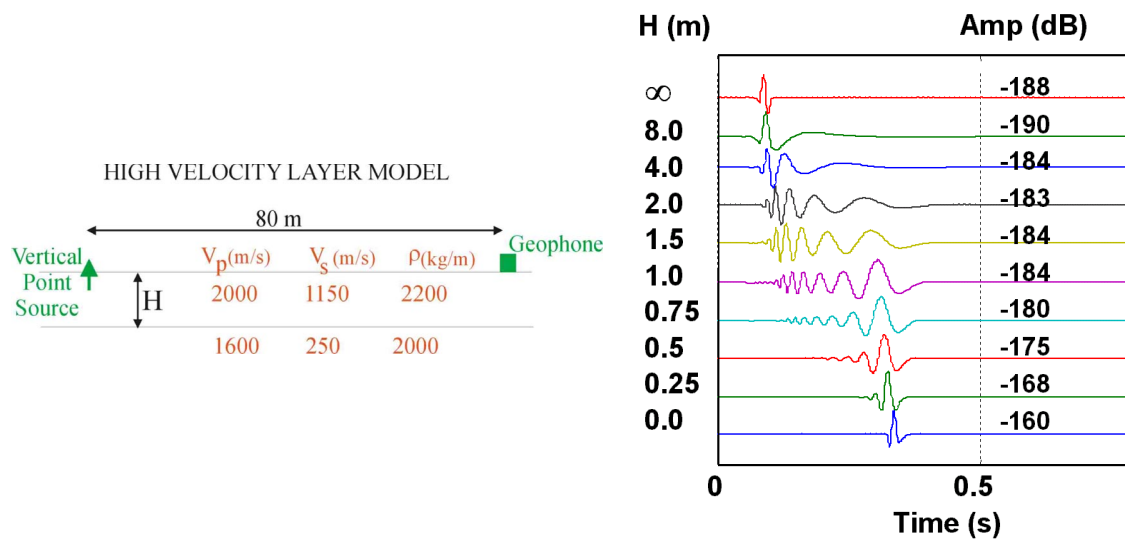 HIGH VELOCITY LAYER MODEL
80 m
Vertical
Point
Source
Geophone
H
Vp(m/s) Vs (m/s) ρ(kg/m)
2000 1150 2200
1600 250 2000
H (m) Amp (dB)
∞ -188
8.0 -190
4.0 -184
2.0 -183
1.5 -184
1.0 -184
0.75 -180
0.5 -175
0.25 -168
0.0 -160
0 0.5
Time (s)